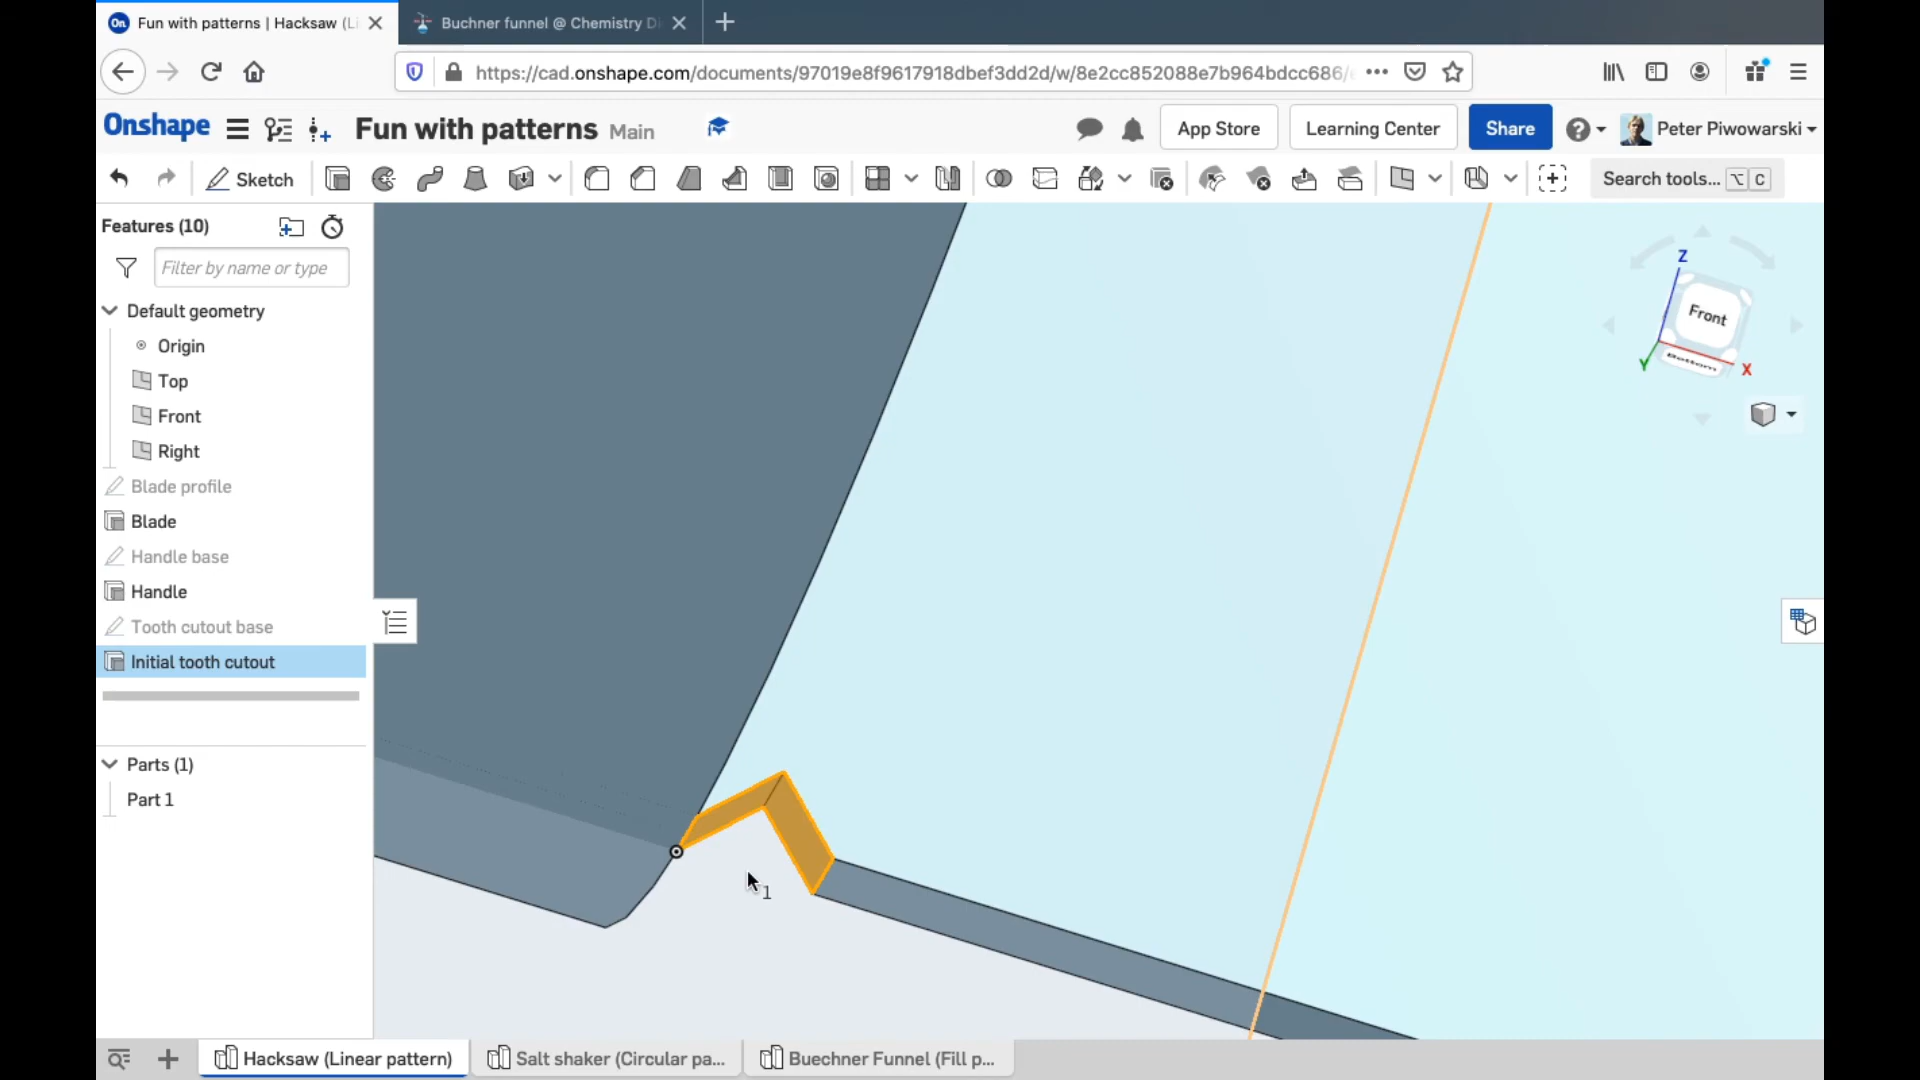 Fun with patterns | Hacksaw (Li
Buchner funnel @ Chemistry Di
https://cad.onshape.com/documents/97019e8f9617918dbef3dd2d/w/8e2cc852088e7b964bdcc686/
Onshape
Fun with patterns Main
App Store
Learning Center
Share
Peter Piwowarski
Sketch
Search tools... ⌥ C
Features (10)
Filter by name or type
Default geometry
Origin
Top
Front
Right
Blade profile
Blade
Handle base
Handle
Tooth cutout base
Initial tooth cutout
Parts (1)
Part 1
Z
Front
Bottom
Y
X
1
Hacksaw (Linear pattern)
Salt shaker (Circular pa...
Buechner Funnel (Fill p...